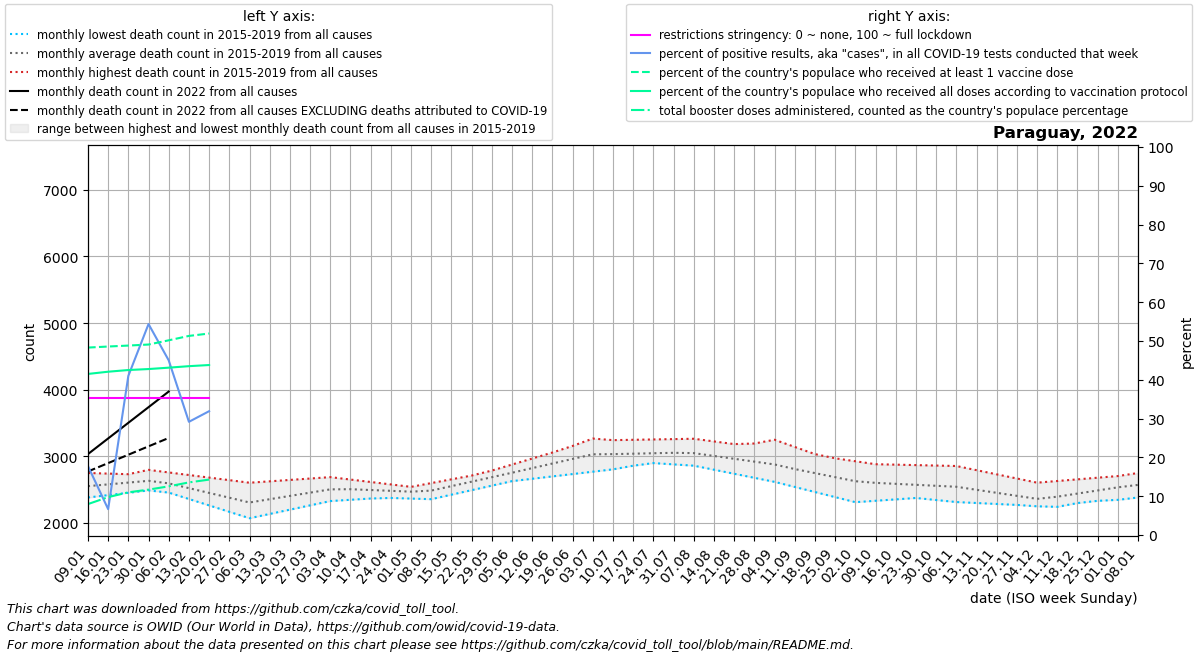 left Y axis:
monthly lowest death count in 2015-2019 from all causes
monthly average death count in 2015-2019 from all causes
monthly highest death count in 2015-2019 from all causes
monthly death count in 2022 from all causes
monthly death count in 2022 from all causes EXCLUDING deaths attributed to COVID-19
range between highest and lowest monthly death count from all causes in 2015-2019
right Y axis:
restrictions stringency: 0 ~ none, 100 ~ full lockdown
percent of positive results, aka "cases", in all COVID-19 tests conducted that week
percent of the country's populace who received at least 1 vaccine dose
percent of the country's populace who received all doses according to vaccination protocol
total booster doses administered, counted as the country's populace percentage
Paraguay, 2022
count
7000
6000
5000
4000
3000
2000
percent
100
90
80
70
60
50
40
30
20
10
0
09.01 16.01 23.01 30.01 06.02 13.02 20.02 27.02 06.03 13.03 20.03 27.03 03.04 10.04 17.04 24.04 01.05 08.05 15.05 22.05 29.05 05.06 12.06 19.06 26.06 03.07 10.07 17.07 24.07 31.07 07.08 14.08 21.08 28.08 04.09 11.09 18.09 25.09 02.10 09.10 16.10 23.10 30.10 06.11 13.11 20.11 27.11 04.12 11.12 18.12 25.12 01.01 08.01
date (ISO week Sunday)
This chart was downloaded from https://github.com/czka/covid_toll_tool.
Chart's data source is OWID (Our World in Data), https://github.com/owid/covid-19-data.
For more information about the data presented on this chart please see https://github.com/czka/covid_toll_tool/blob/main/README.md.